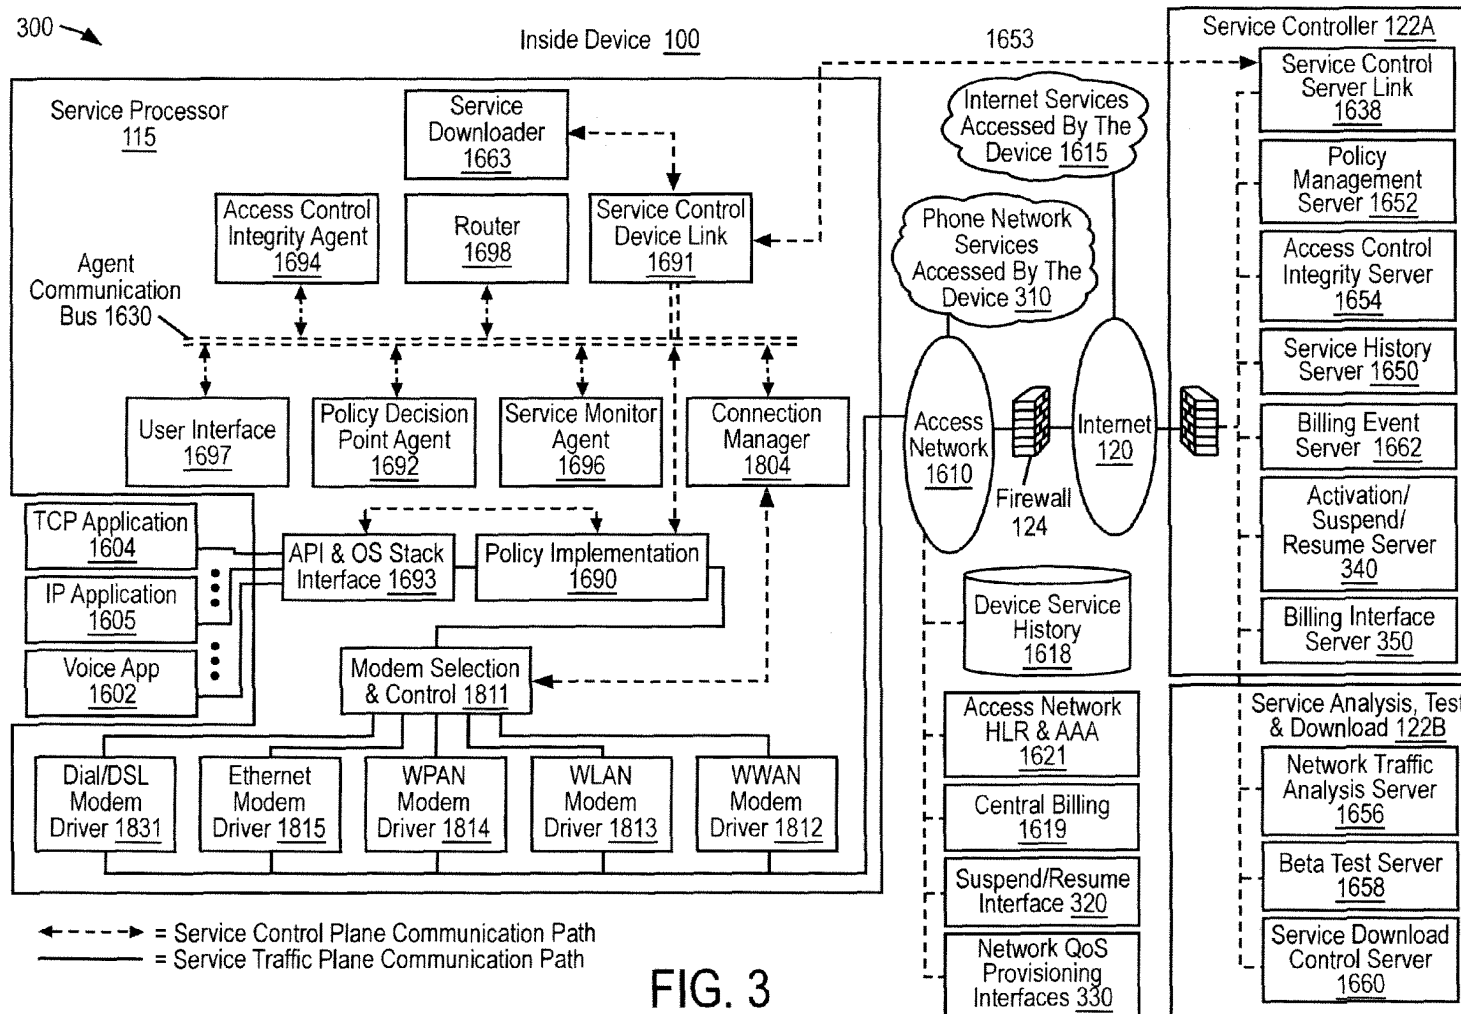 300
Inside Device 100
1653
Service Controller 122A
Service Processor
115
Service
Downloader
1663
Internet Services
Accessed By The
Device 1615
Service Control
Server Link
1638
Access Control
Integrity Agent
1694
Router
1698
Service Control
Device Link
1691
Phone Network
Services
Accessed By The
Device 310
Policy
Management
Server 1652
Agent
Communication
Bus 1630
Access Control
Integrity Server
1654
Service History
Server 1650
User Interface
1697
Policy Decision
Point Agent
1692
Service Monitor
Agent
1696
Connection
Manager
1804
Access
Network
1610
Firewall
124
Internet
120
Billing Event
Server 1662
TCP Application
1604
IP Application
1605
Voice App
1602
API & OS Stack
Interface 1693
Policy Implementation
1690
Activation/
Suspend/
Resume Server
340
Device Service
History
1618
Billing Interface
Server 350
Modem Selection
& Control 1811
Access Network
HLR & AAA
1621
Service Analysis, Test
& Download 122B
Dial/DSL
Modem
Driver 1831
Ethernet
Modem
Driver 1815
WPAN
Modem
Driver 1814
WLAN
Modem
Driver 1813
WWAN
Modem
Driver 1812
Central Billing
1619
Network Traffic
Analysis Server
1656
Suspend/Resume
Interface 320
Beta Test Server
1658
Network QoS
Provisioning
Interfaces 330
Service Download
Control Server
1660
= Service Control Plane Communication Path
= Service Traffic Plane Communication Path
FIG. 3